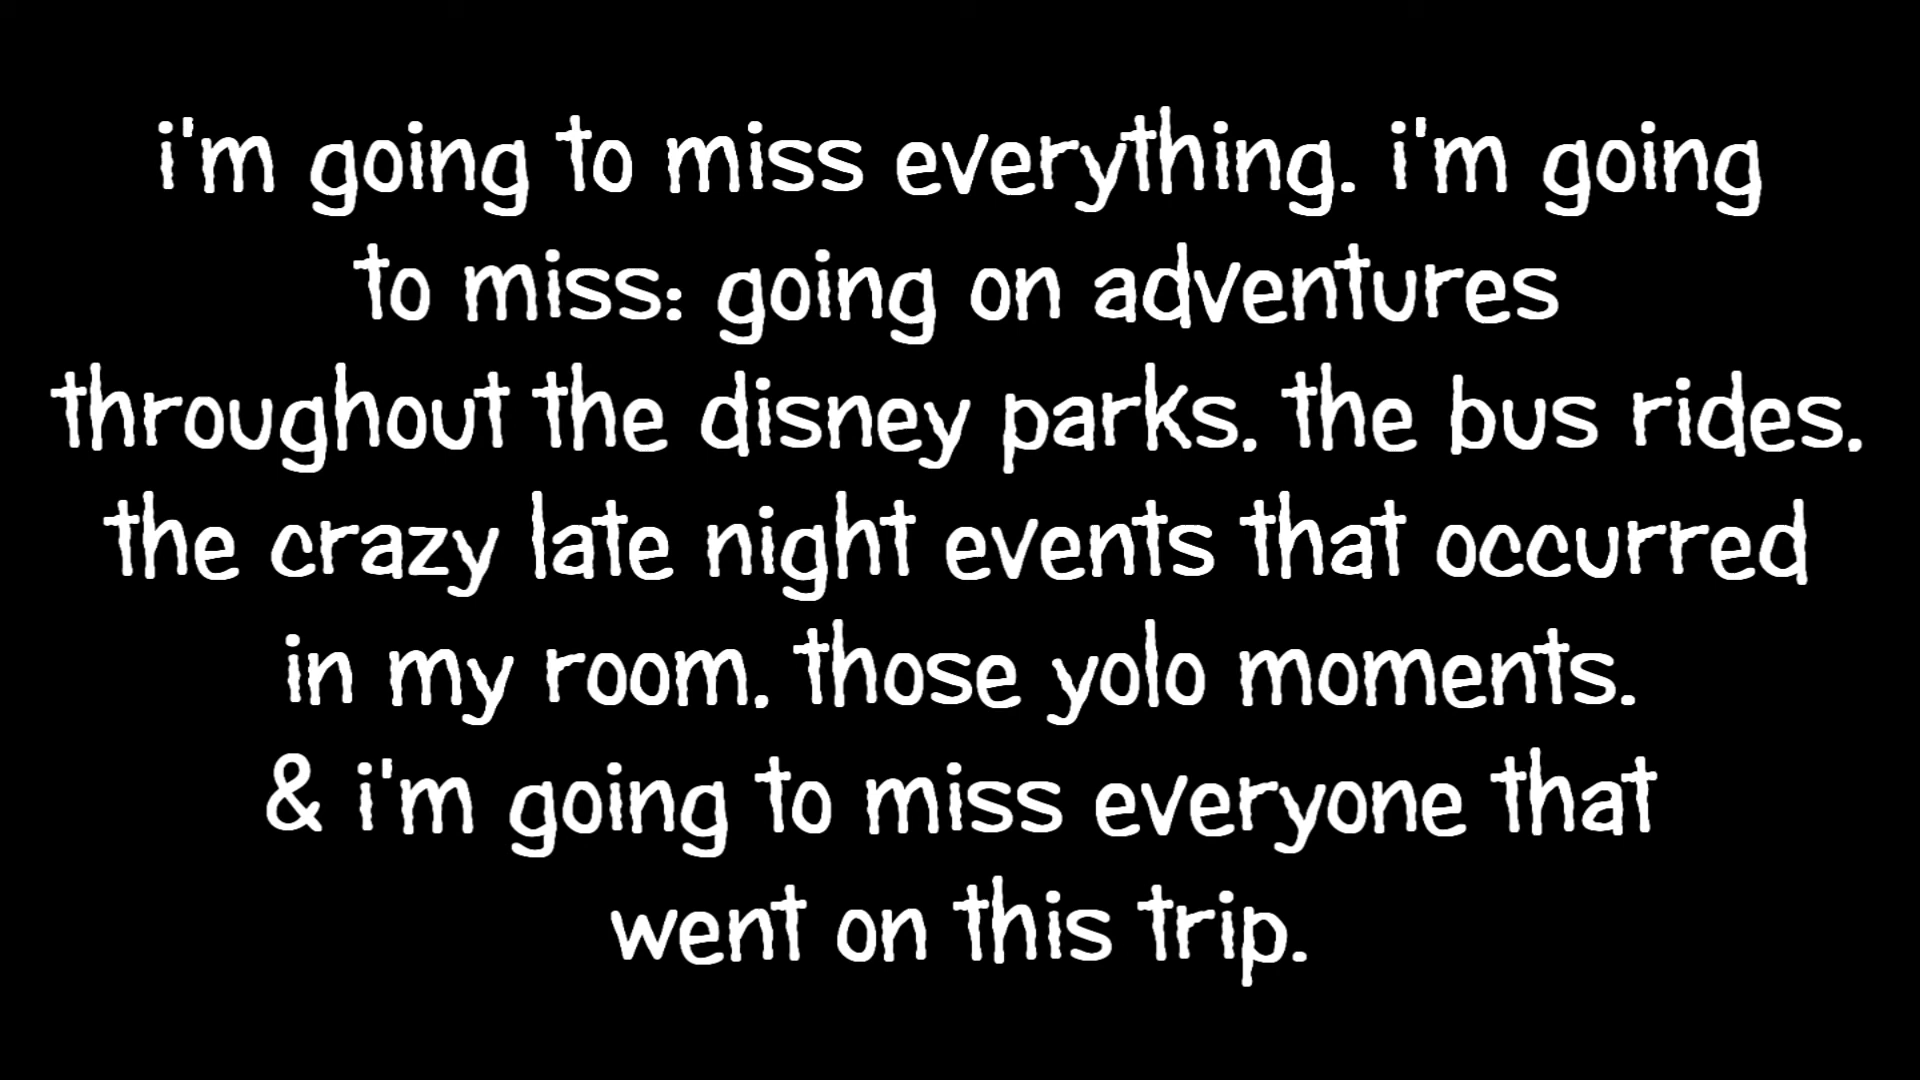 i'm going to miss everything. i'm going
to miss: going on adventures
throughout the disney parks. the bus rides.
the crazy late night events that occurred
in my room. those yolo moments.
& i'm going to miss everyone that
went on this trip.